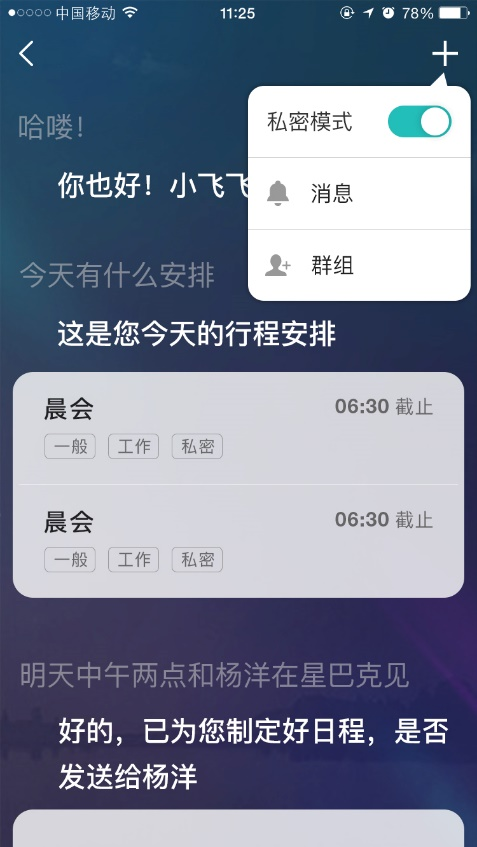 中国移动
11:25
78%
私密模式
消息
群组
哈喽！
你也好！小飞飞
今天有什么安排
这是您今天的行程安排
晨会
06:30 截止
一般 工作 私密
晨会
06:30 截止
一般 工作 私密
明天中午两点和杨洋在星巴克见
好的，已为您制定好日程，是否
发送给杨洋